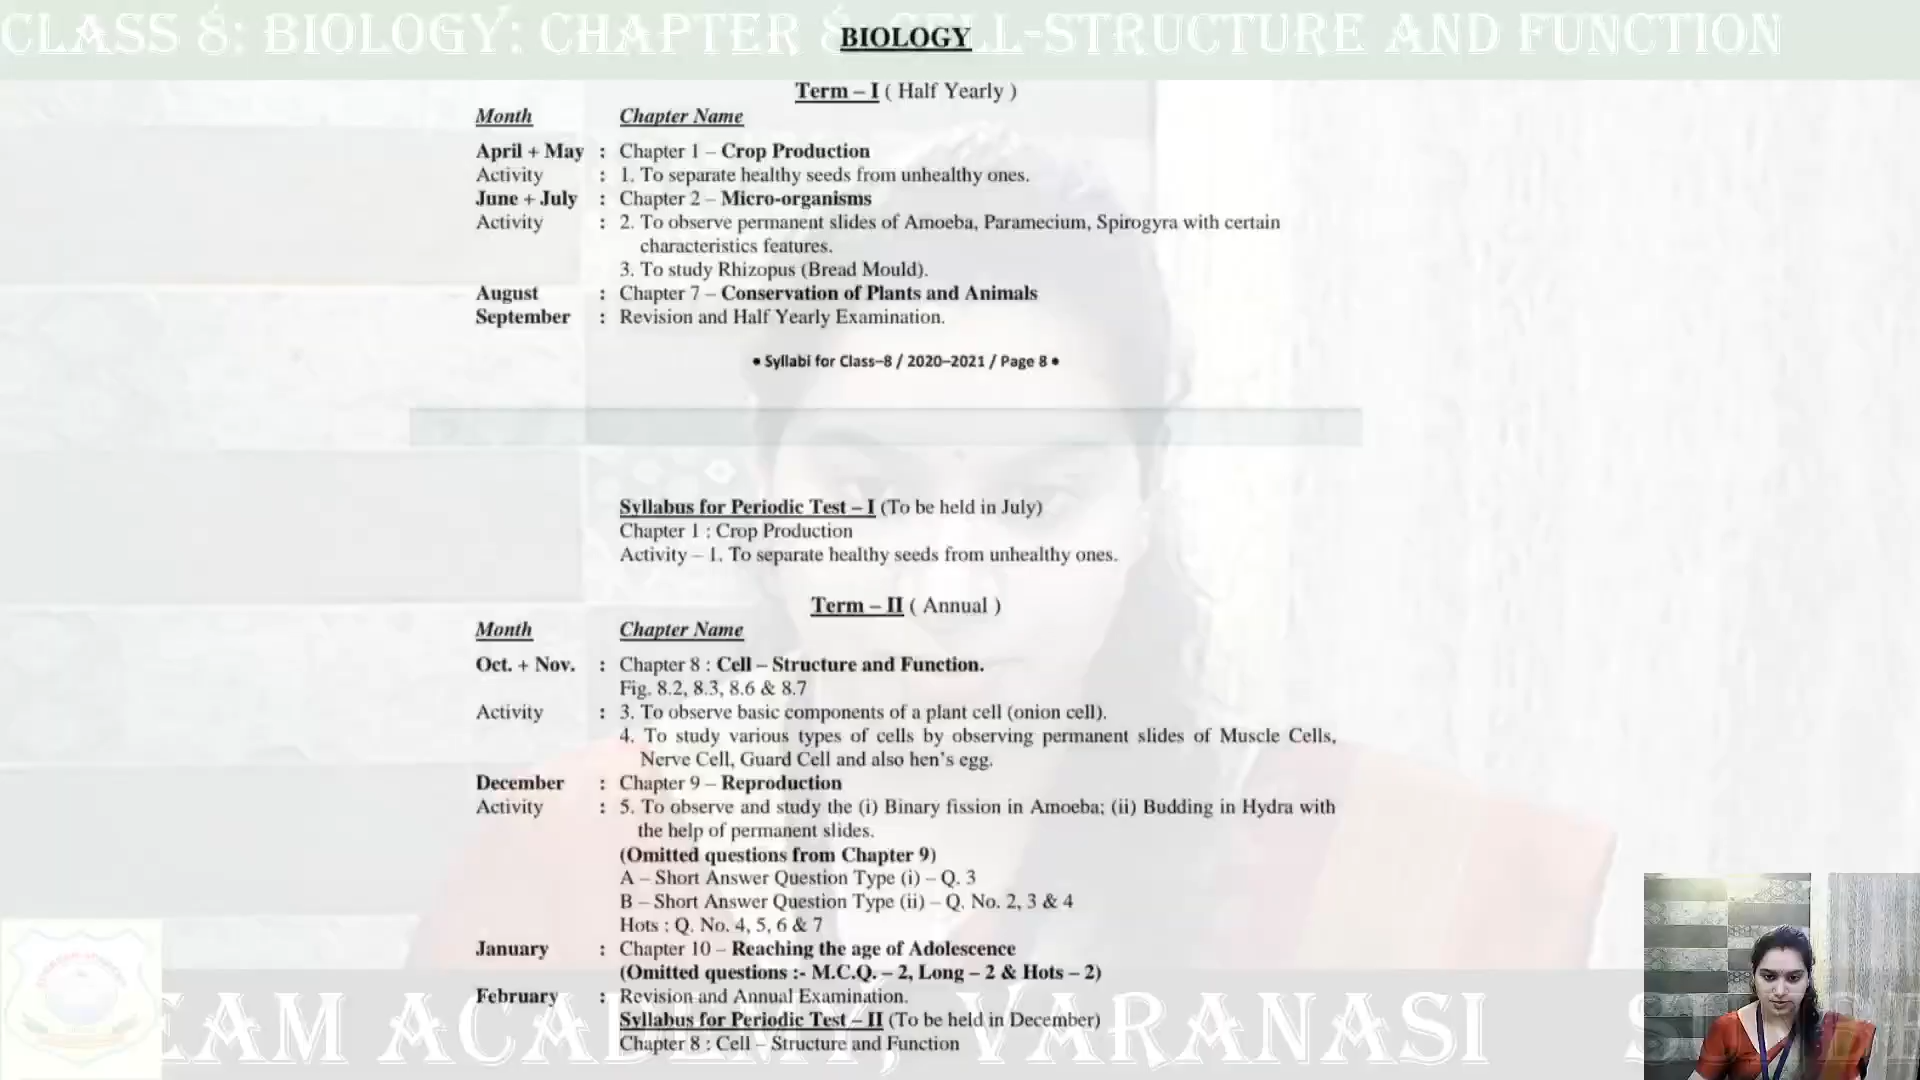 CLASS 8: BIOLOGY: CHAPTER 8: CELL-STRUCTURE AND FUNCTION
BIOLOGY
Term – I ( Half Yearly )
Month Chapter Name
April + May : Chapter 1 – Crop Production
Activity : 1. To separate healthy seeds from unhealthy ones.
June + July : Chapter 2 – Micro-organisms
Activity : 2. To observe permanent slides of Amoeba, Paramecium, Spirogyra with certain
characteristics features.
3. To study Rhizopus (Bread Mould).
August : Chapter 7 – Conservation of Plants and Animals
September : Revision and Half Yearly Examination.
• Syllabi for Class–8 / 2020–2021 / Page 8 •
Syllabus for Periodic Test – I (To be held in July)
Chapter 1 : Crop Production
Activity – 1. To separate healthy seeds from unhealthy ones.
Term – II ( Annual )
Month Chapter Name
Oct. + Nov. : Chapter 8 : Cell – Structure and Function.
Fig. 8.2, 8.3, 8.6 & 8.7
Activity : 3. To observe basic components of a plant cell (onion cell).
4. To study various types of cells by observing permanent slides of Muscle Cells,
Nerve Cell, Guard Cell and also hen's egg.
December : Chapter 9 – Reproduction
Activity : 5. To observe and study the (i) Binary fission in Amoeba; (ii) Budding in Hydra with
the help of permanent slides.
(Omitted questions from Chapter 9)
A – Short Answer Question Type (i) – Q. 3
B – Short Answer Question Type (ii) – Q. No. 2, 3 & 4
Hots : Q. No. 4, 5, 6 & 7
January : Chapter 10 – Reaching the age of Adolescence
(Omitted questions :- M.C.Q. – 2, Long – 2 & Hots – 2)
February : Revision and Annual Examination.
Syllabus for Periodic Test – II (To be held in December)
Chapter 8 : Cell – Structure and Function
EAM ACADEMY, VARANASI